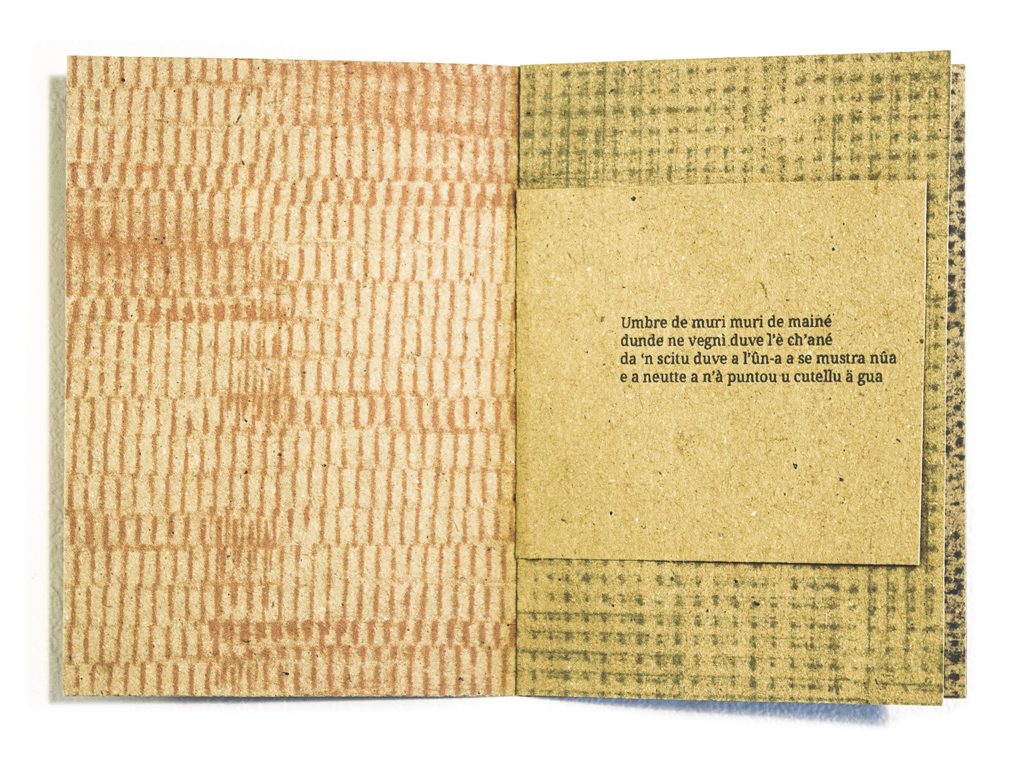 Umbre de muri muri de mainé
dunde ne vegnì duve l'è ch'ané
da 'n scitu duve a l'ûn-a a se mustra nûa
e a neutte a n'à puntou u cutellu ä gua